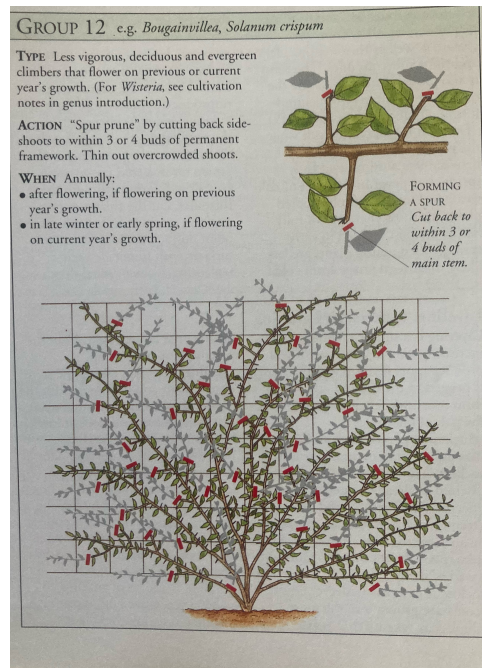 GROUP 12 e.g. Bougainvillea, Solanum crispum
TYPE Less vigorous, deciduous and evergreen
climbers that flower on previous or current
year's growth. (For Wisteria, see cultivation
notes in genus introduction.)
ACTION "Spur prune" by cutting back side-
shoots to within 3 or 4 buds of permanent
framework. Thin out overcrowded shoots.
WHEN Annually:
• after flowering, if flowering on previous
year's growth.
• in late winter or early spring, if flowering
on current year's growth.
FORMING
A SPUR
Cut back to
within 3 or
4 buds of
main stem.